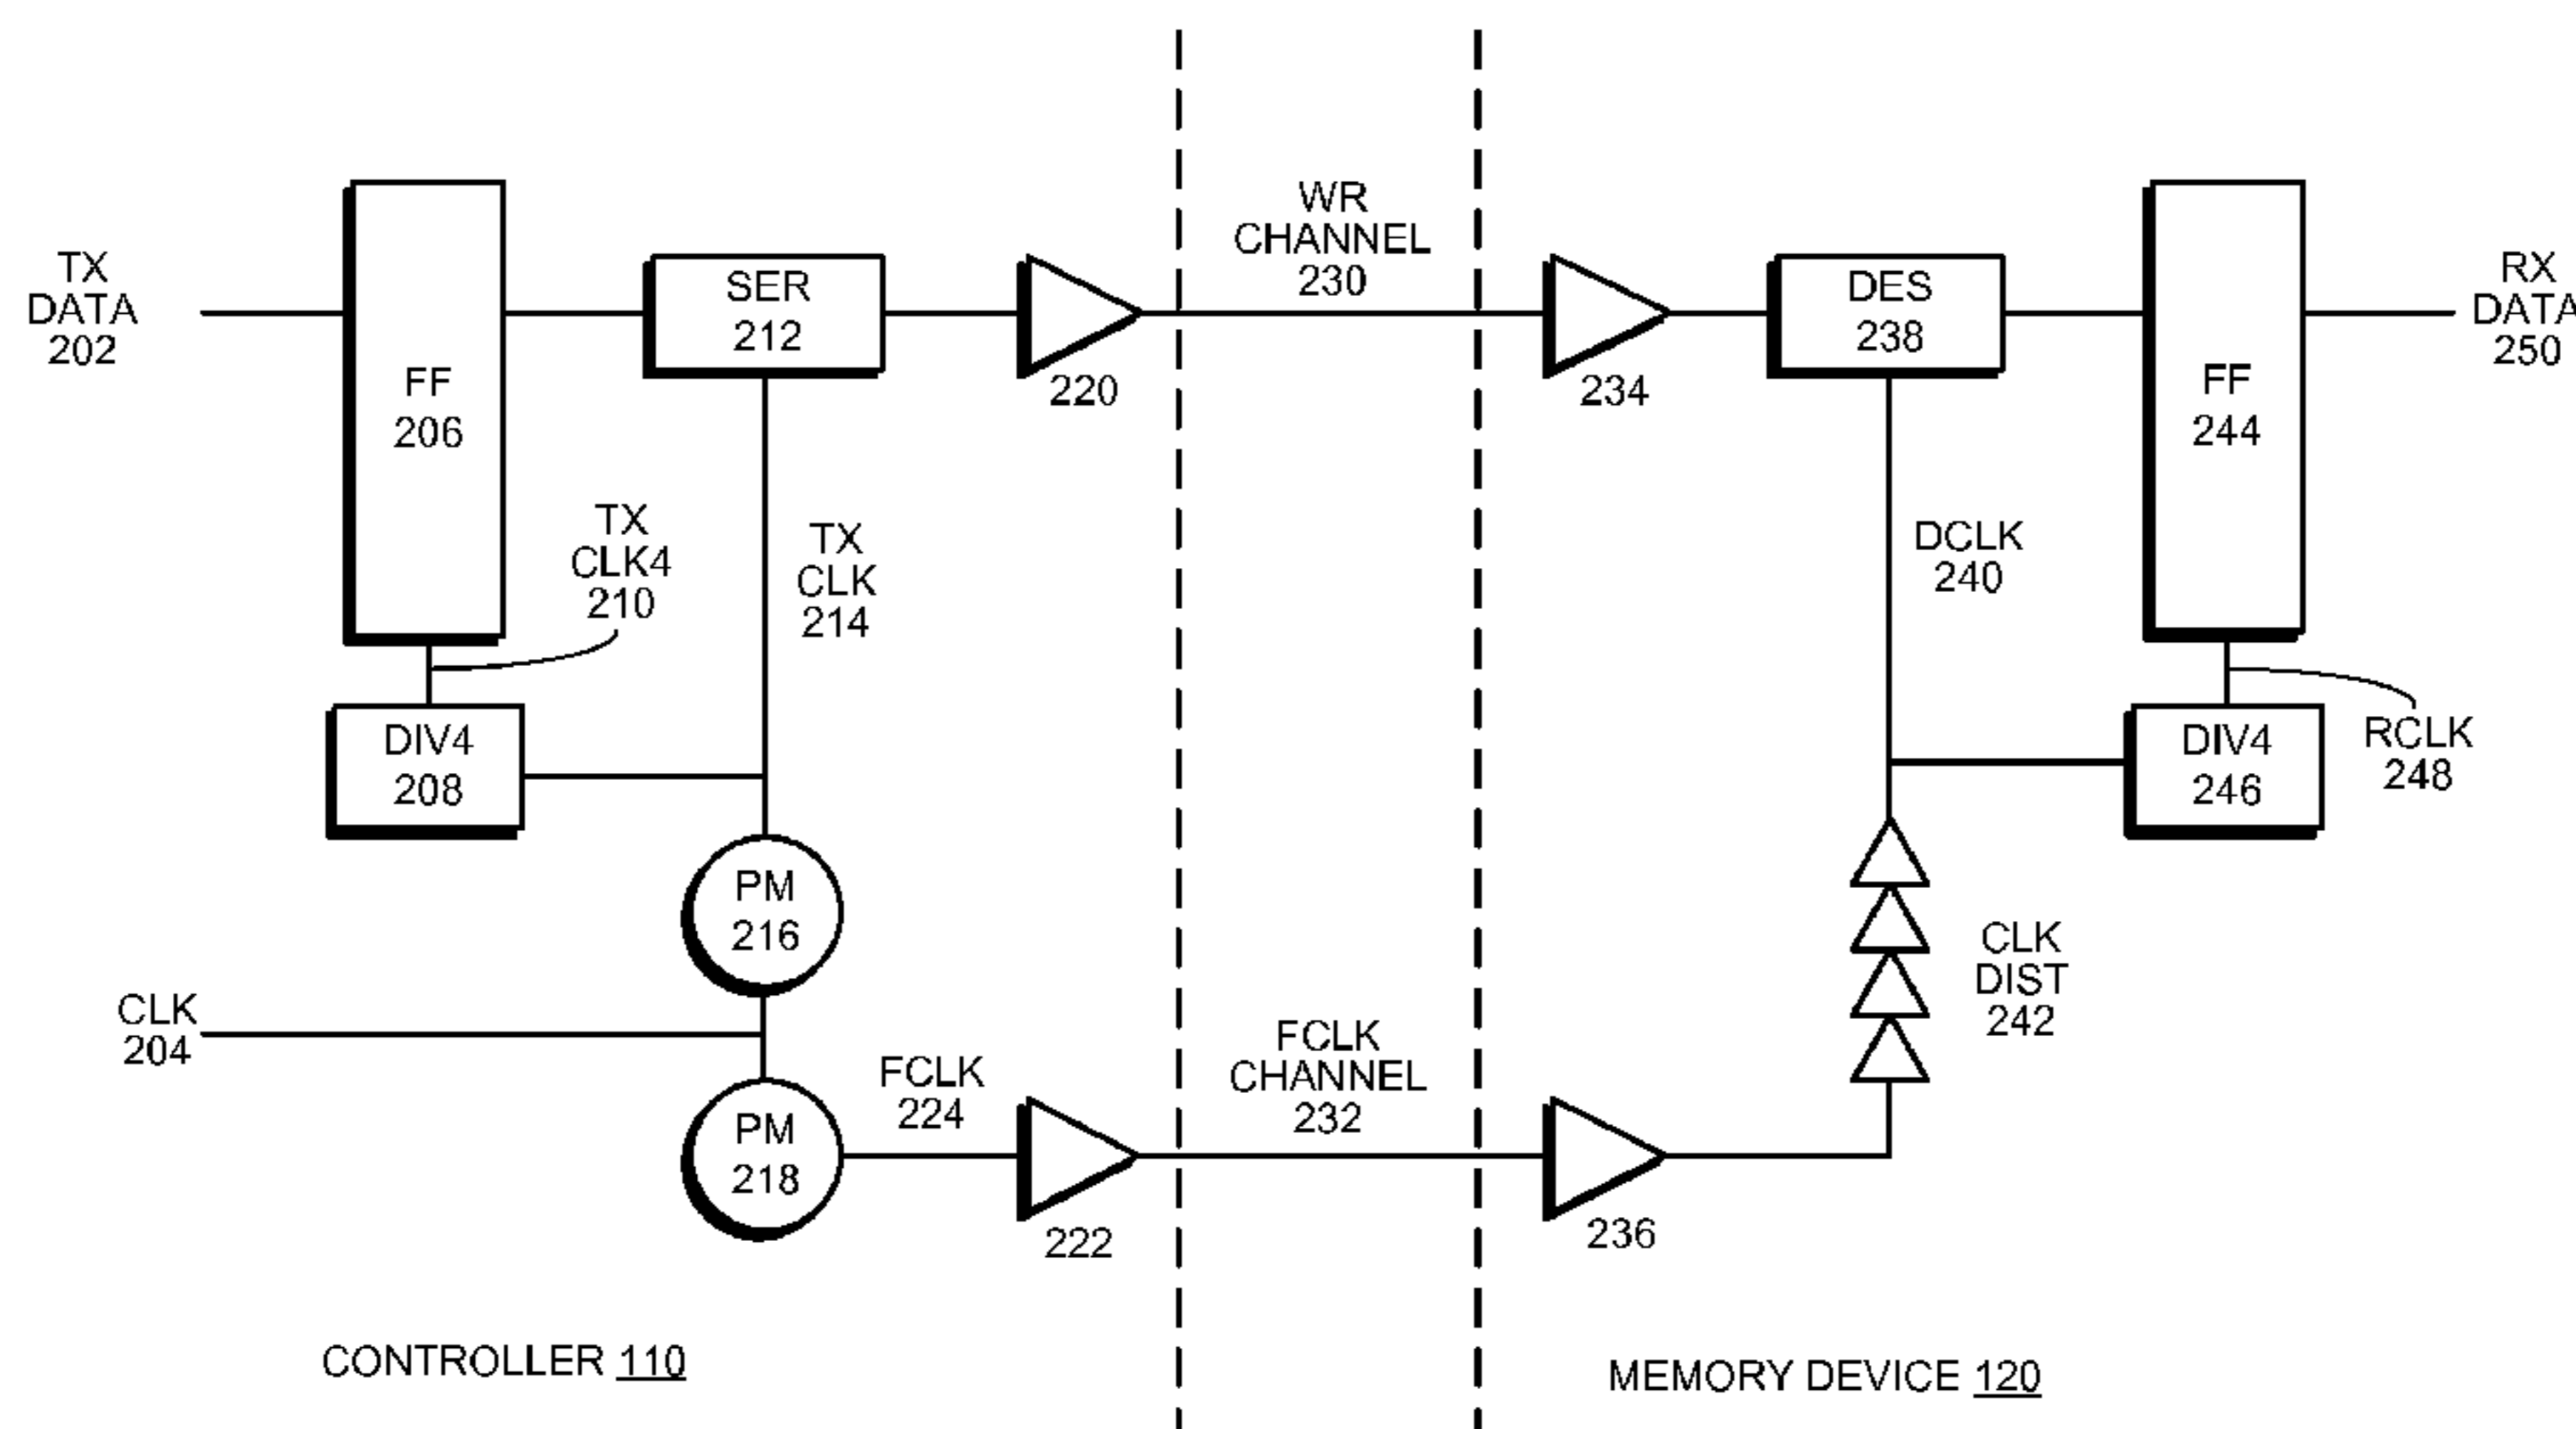 TX
DATA
202
FF
206
SER
212
220
WR
CHANNEL
230
234
DES
238
FF
244
RX
DATA
250
TX
CLK4
210
TX
CLK
214
DCLK
240
DIV4
208
DIV4
246
RCLK
248
PM
216
CLK
DIST
242
CLK
204
PM
218
FCLK
224
222
FCLK
CHANNEL
232
236
CONTROLLER 110
MEMORY DEVICE 120